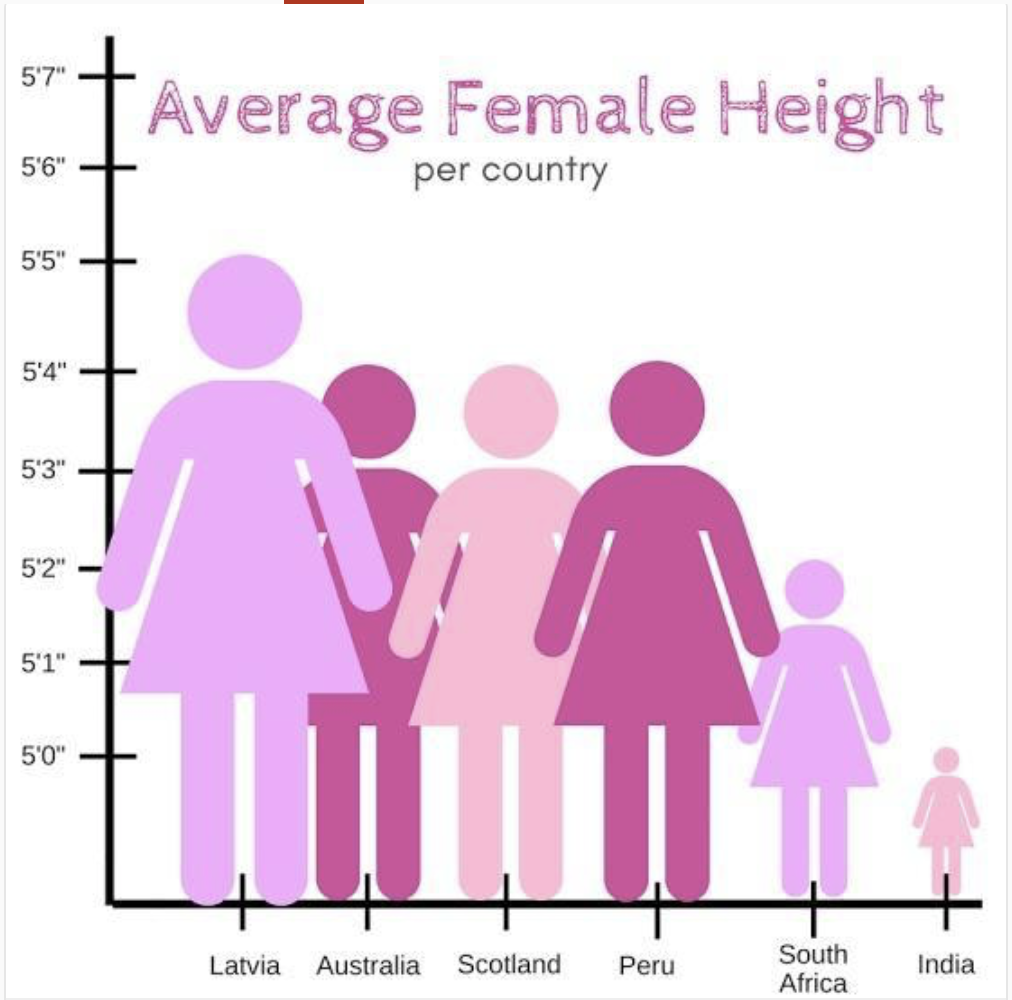 Average Female Height
per country
5'7"
5'6"
5'5"
5'4"
5'3"
5'2"
5'1"
5'0"
Latvia
Australia
Scotland
Peru
South
Africa
India